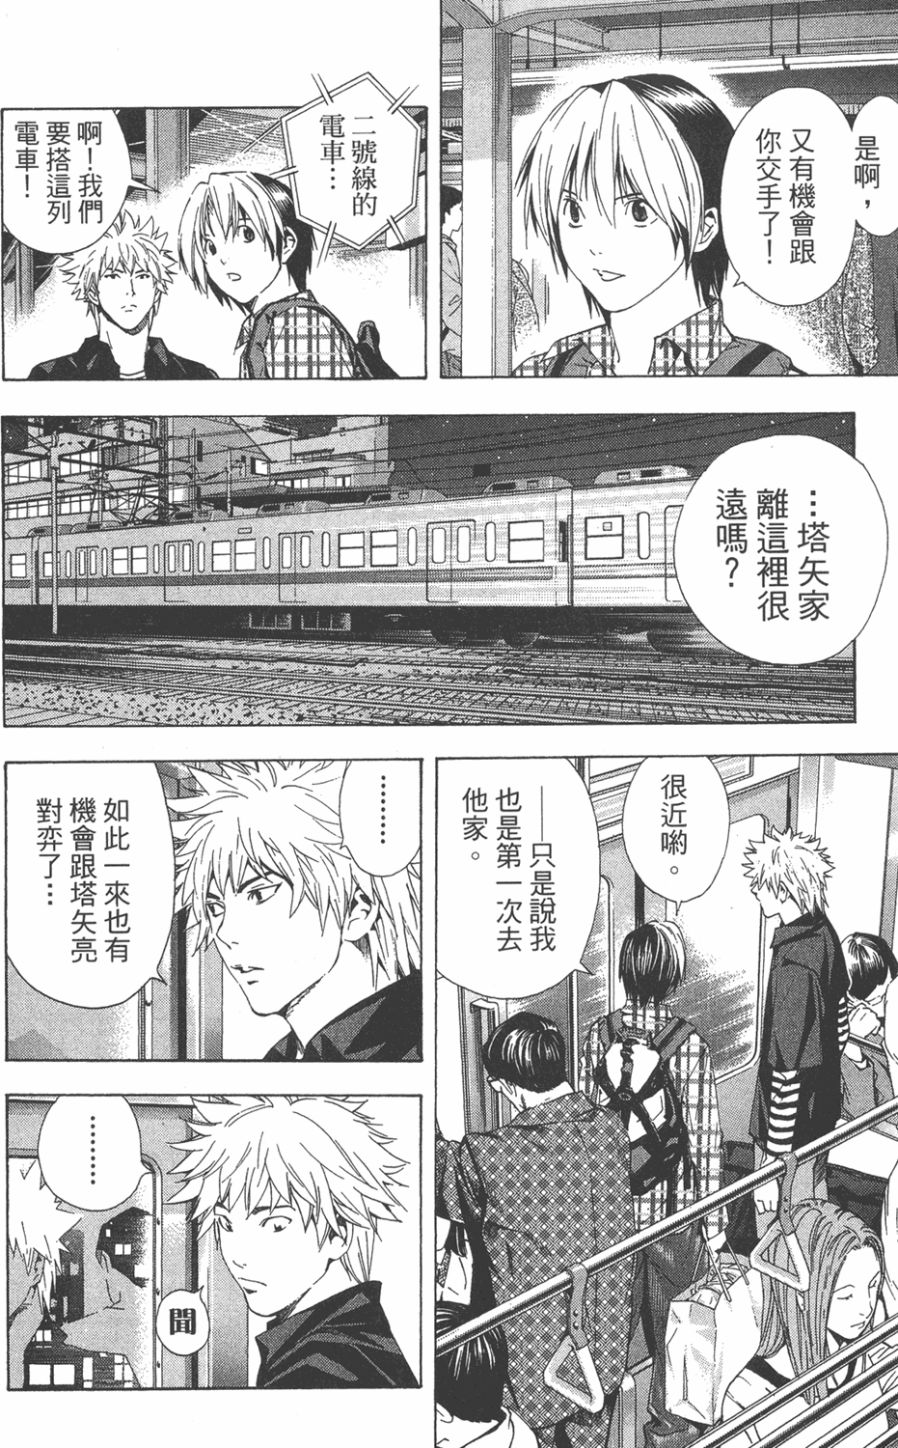 是啊，
又有機會跟
你交手了！
二號線的
電車…
啊！我們
要搭這列
電車！
…塔矢家
離這裡很
遠嗎？
很近喲。
——只是說我
也是第一次去
他家。
………
如此一來也有
機會跟塔矢亮
對弈了…
………